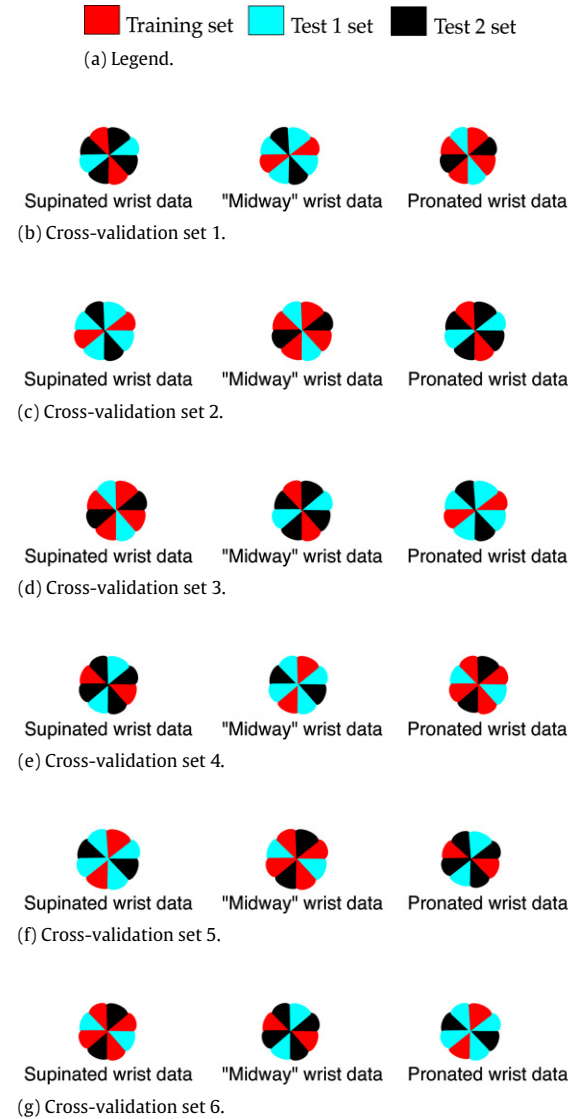 Training set Test 1 set Test 2 set
(a) Legend.
Supinated wrist data "Midway" wrist data Pronated wrist data
(b) Cross-validation set 1.
Supinated wrist data "Midway" wrist data Pronated wrist data
(c) Cross-validation set 2.
Supinated wrist data "Midway" wrist data Pronated wrist data
(d) Cross-validation set 3.
Supinated wrist data "Midway" wrist data Pronated wrist data
(e) Cross-validation set 4.
Supinated wrist data "Midway" wrist data Pronated wrist data
(f) Cross-validation set 5.
Supinated wrist data "Midway" wrist data Pronated wrist data
(g) Cross-validation set 6.